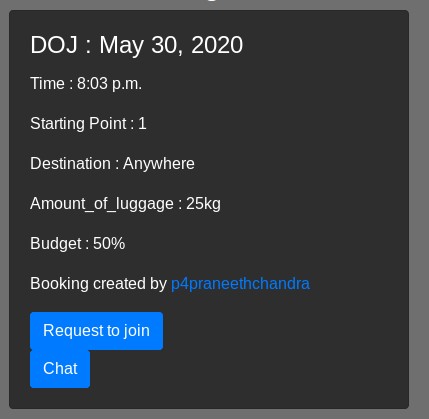 DOJ : May 30, 2020
Time : 8:03 p.m.
Starting Point : 1
Destination : Anywhere
Amount_of_luggage : 25kg
Budget : 50%
Booking created by p4praneethchandra
Request to join
Chat